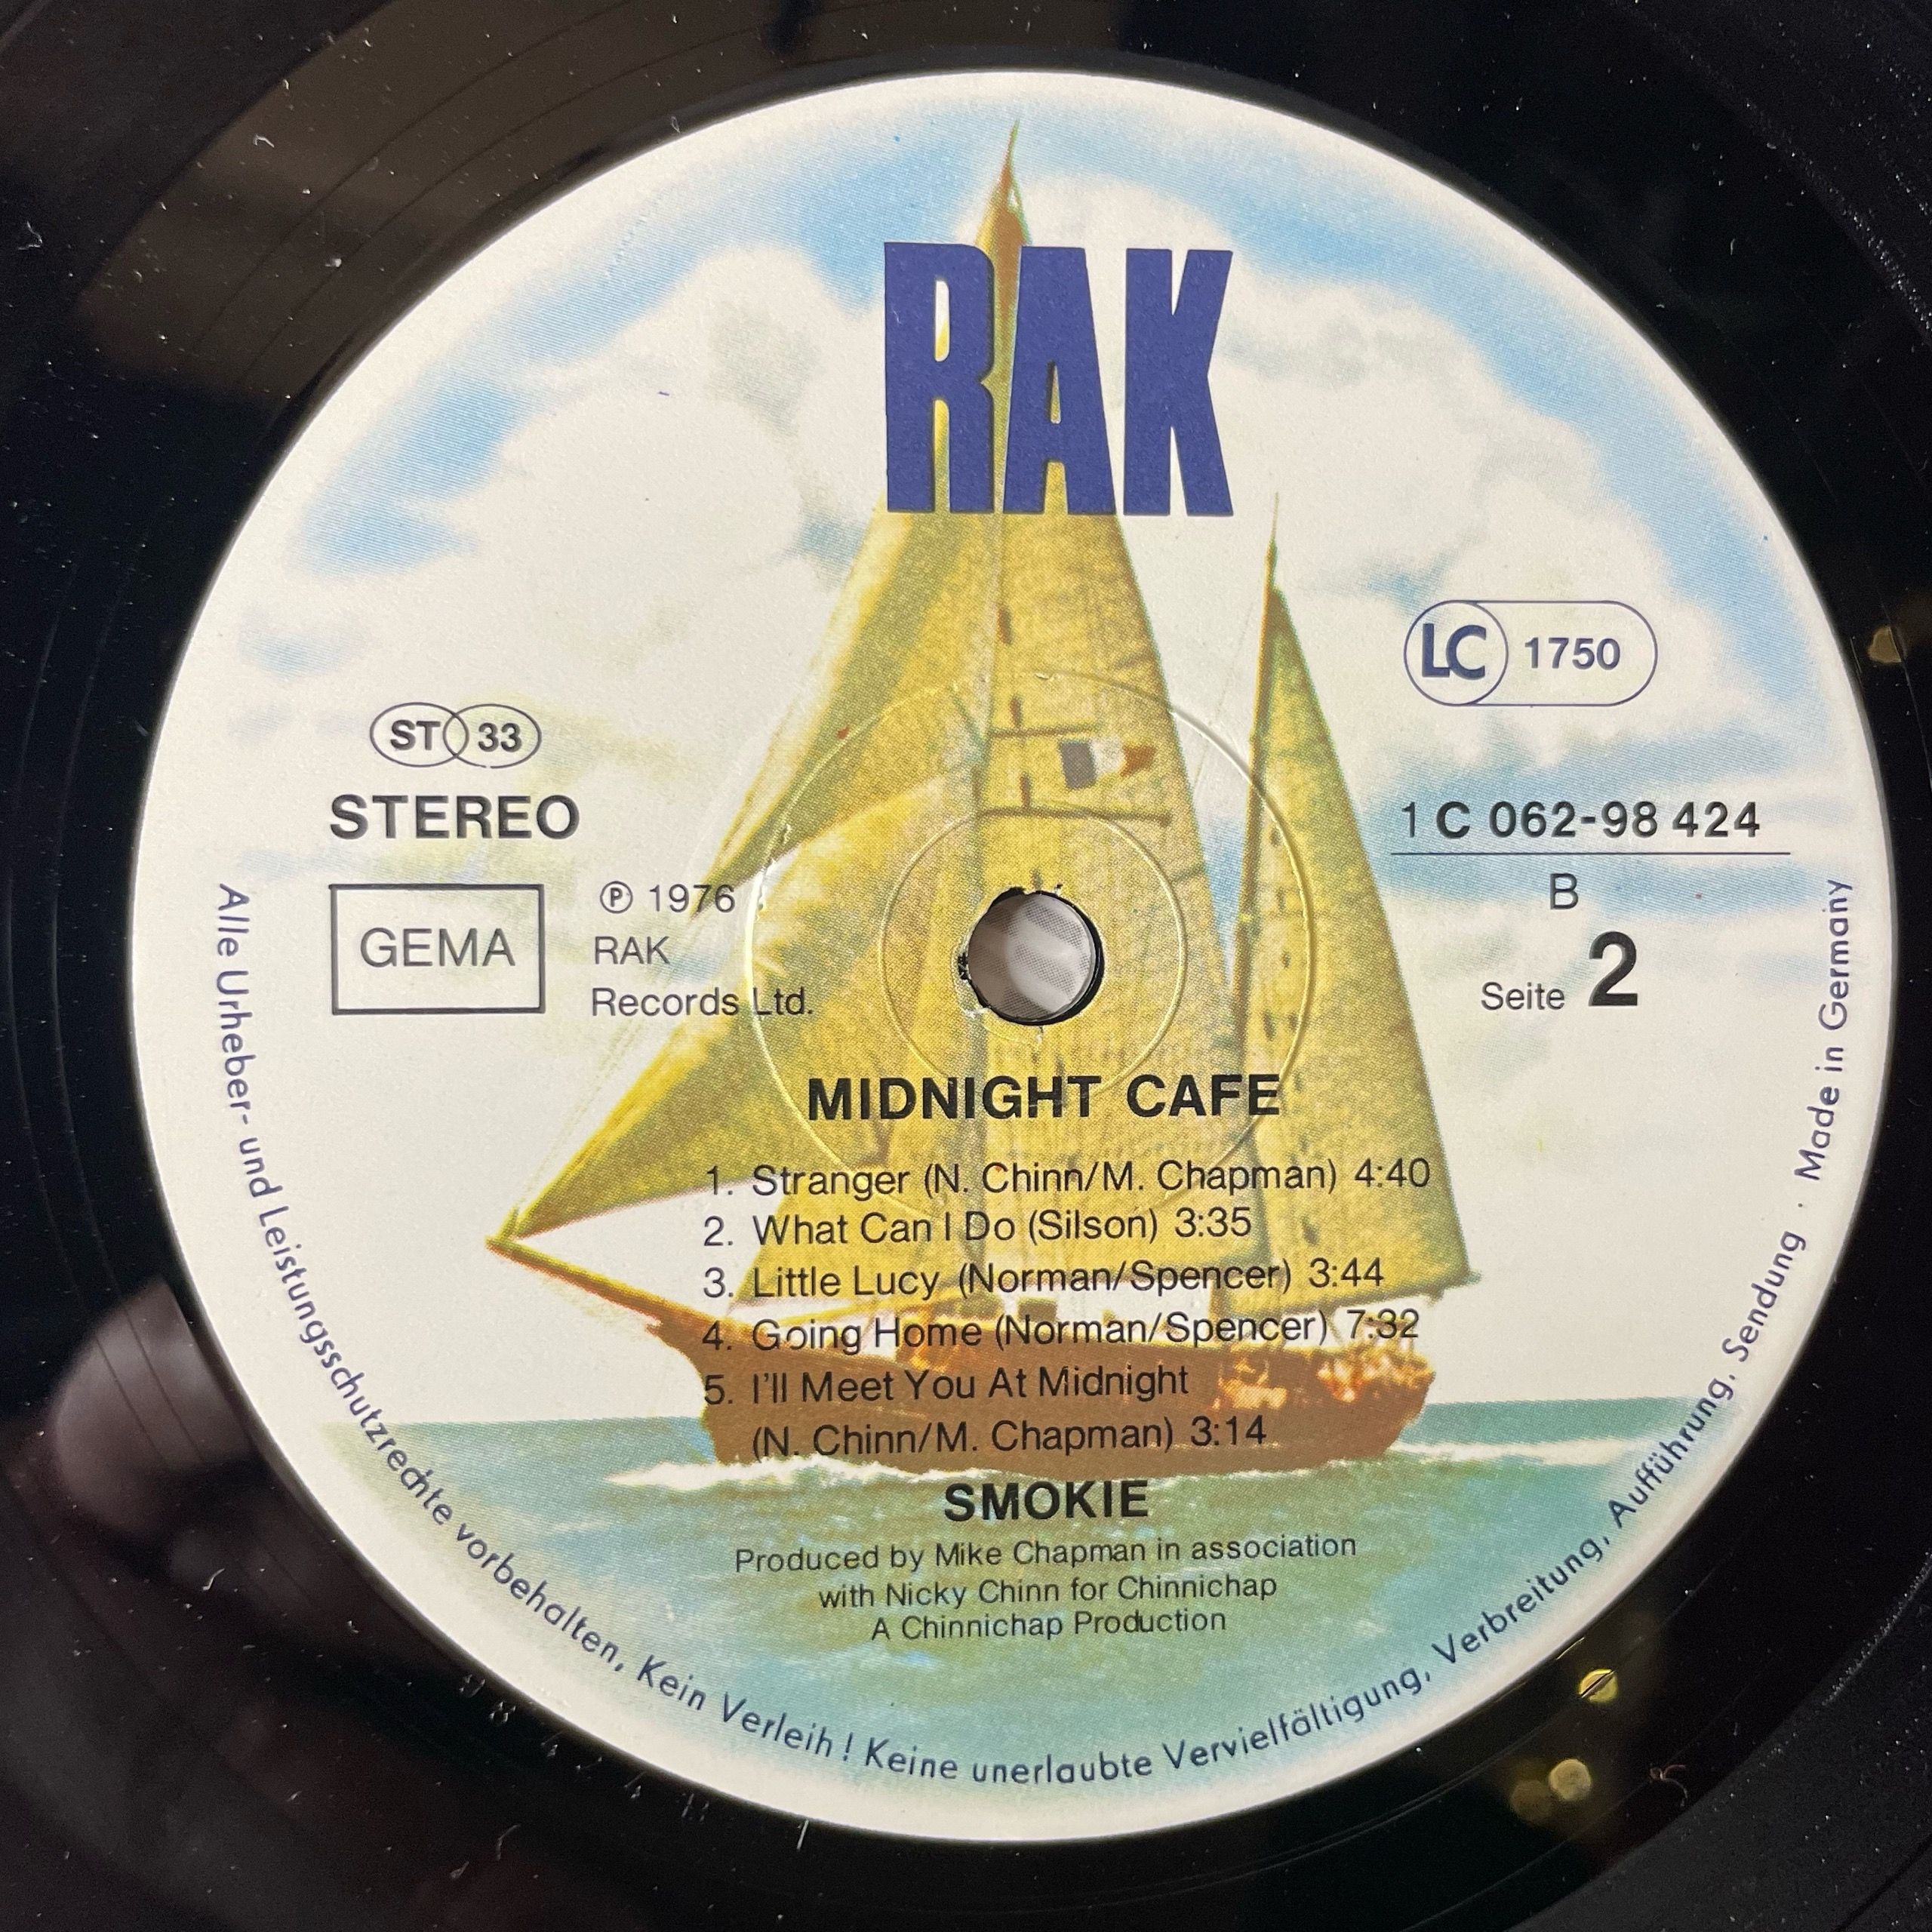 RAK
LC 1750
ST 33
STEREO
1 C 062-98 424
GEMA
℗ 1976
RAK
Records Ltd.
B
Seite 2
MIDNIGHT CAFE
1. Stranger (N. Chinn/M. Chapman) 4:40
2. What Can I Do (Silson) 3:35
3. Little Lucy (Norman/Spencer) 3:44
4. Going Home (Norman/Spencer) 7:32
5. I'll Meet You At Midnight
(N. Chinn/M. Chapman) 3:14
SMOKIE
Produced by Mike Chapman in association
with Nicky Chinn for Chinnichap
A Chinnichap Production
Alle Urheber- und Leistungsschutzrechte vorbehalten, Kein Verleih! Keine unerlaubte Vervielfältigung, Verbreitung, Aufführung, Sendung · Made in Germany